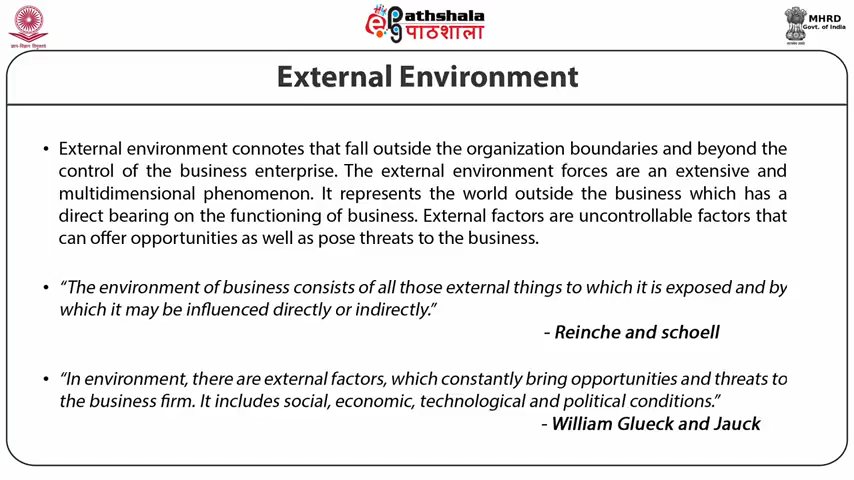 ePathshala
पाठशाला
MHRD
Govt. of India
ज्ञान-विज्ञान विमुक्तये
External Environment
• External environment connotes that fall outside the organization boundaries and beyond the
control of the business enterprise. The external environment forces are an extensive and
multidimensional phenomenon. It represents the world outside the business which has a
direct bearing on the functioning of business. External factors are uncontrollable factors that
can offer opportunities as well as pose threats to the business.
• “The environment of business consists of all those external things to which it is exposed and by
which it may be influenced directly or indirectly.”
- Reinche and schoell
• “In environment, there are external factors, which constantly bring opportunities and threats to
the business firm. It includes social, economic, technological and political conditions.”
- William Glueck and Jauck